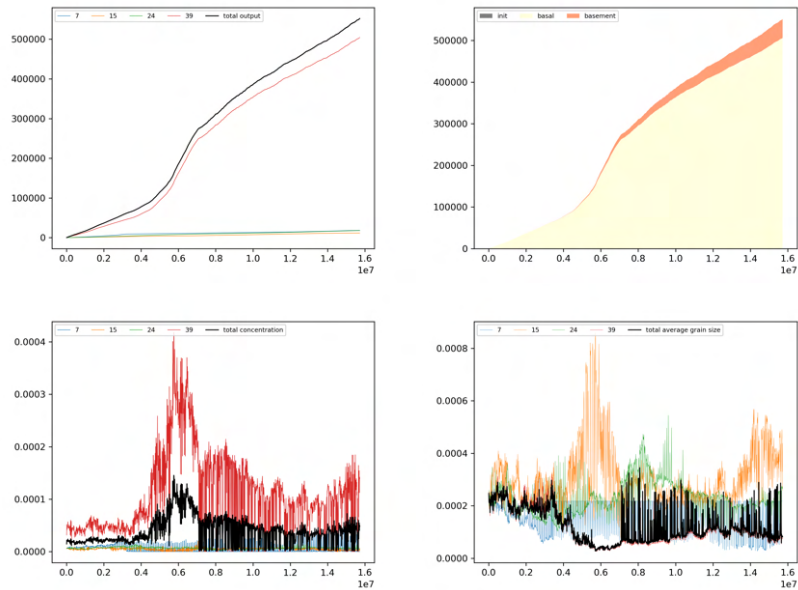 7 15 24 39 total output
500000
400000
300000
200000
100000
0
0.0 0.2 0.4 0.6 0.8 1.0 1.2 1.4 1.6
1e7
init basal basement
500000
400000
300000
200000
100000
0
0.0 0.2 0.4 0.6 0.8 1.0 1.2 1.4 1.6
1e7
7 15 24 39 total concentration
0.0004
0.0003
0.0002
0.0001
0.0000
0.0 0.2 0.4 0.6 0.8 1.0 1.2 1.4 1.6
1e7
7 15 24 39 total average grain size
0.0008
0.0006
0.0004
0.0002
0.0000
0.0 0.2 0.4 0.6 0.8 1.0 1.2 1.4 1.6
1e7